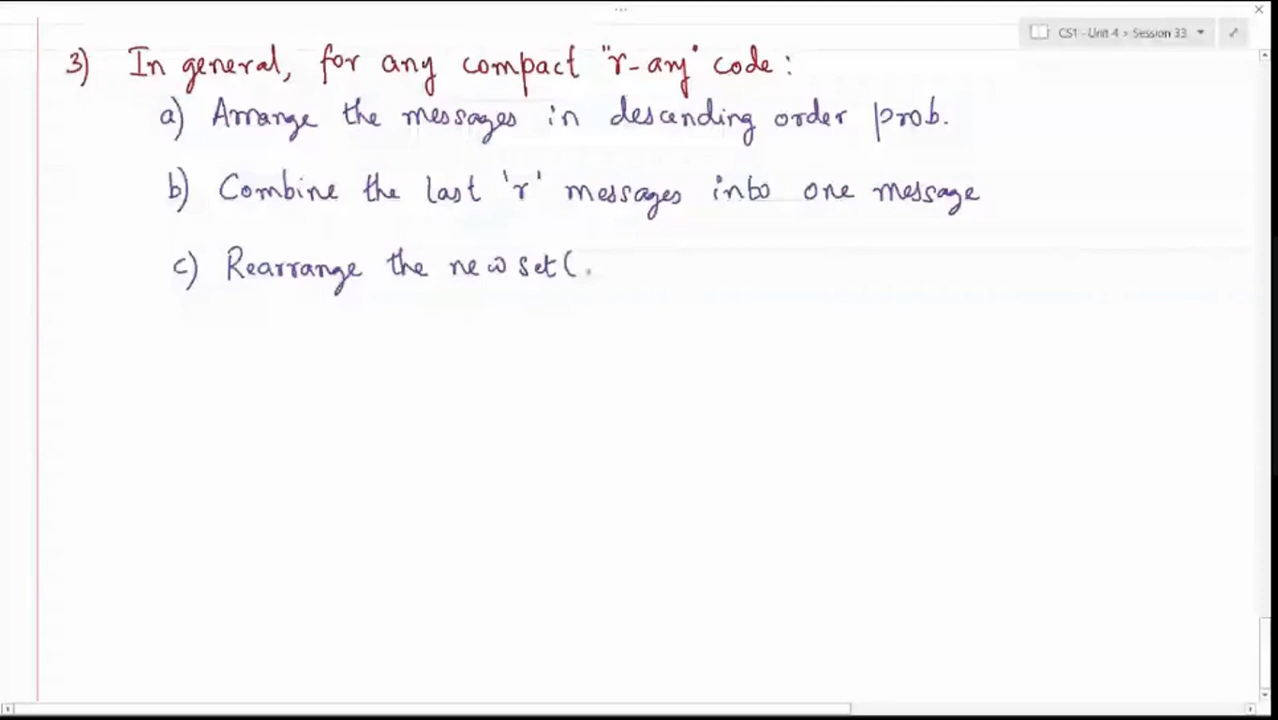 CS1 - Unit 4 > Session 33
3) In general, for any compact "r-ary" code :
a) Arrange the messages in descending order prob.
b) Combine the last 'r' messages into one message
c) Rearrange the new set (